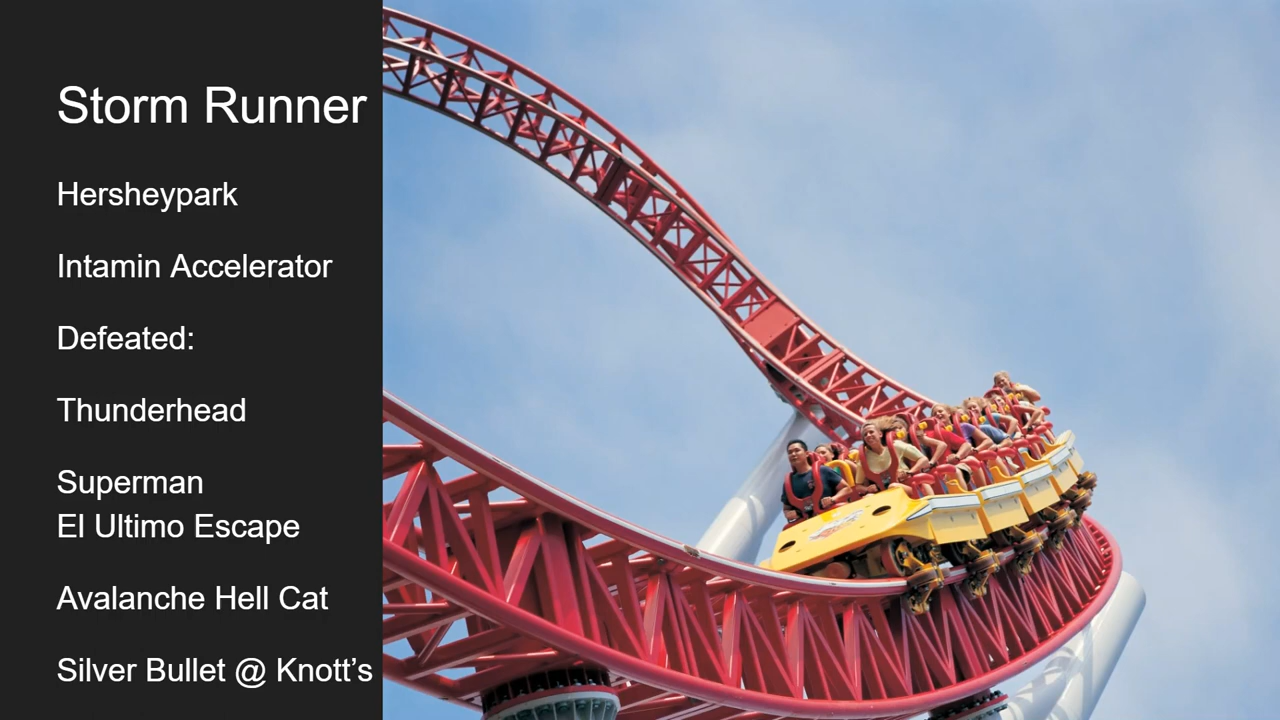 Storm Runner
Hersheypark
Intamin Accelerator
Defeated:
Thunderhead
Superman
El Ultimo Escape
Avalanche Hell Cat
Silver Bullet @ Knott’s